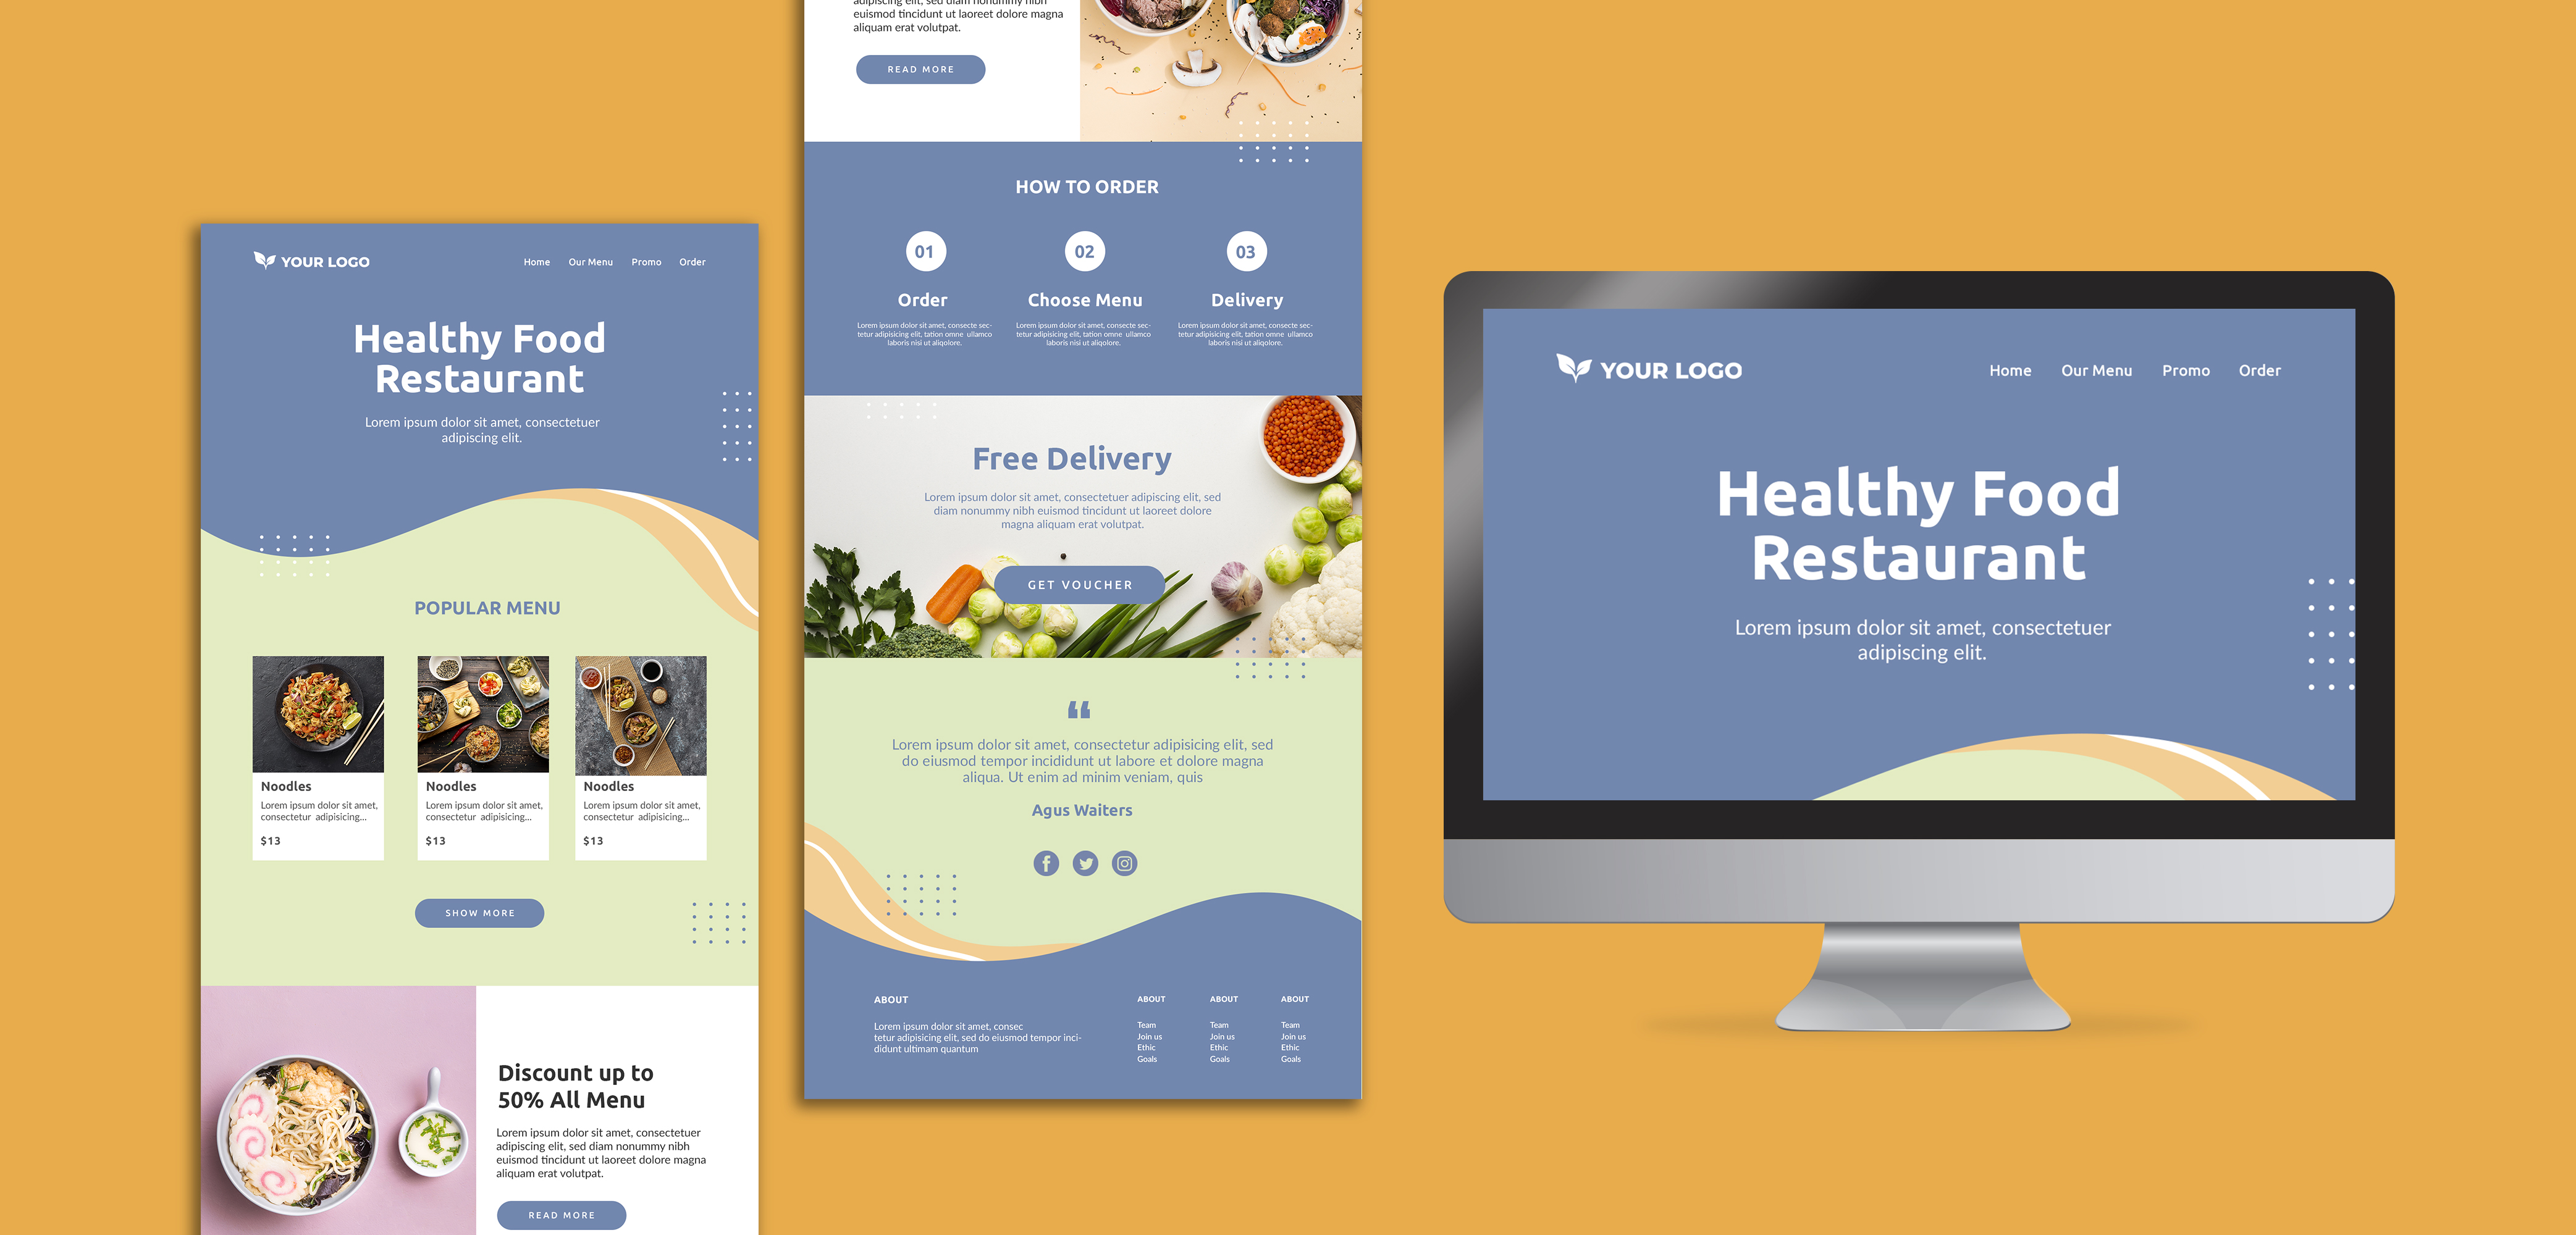 YOUR LOGO
Home Our Menu Promo Order
Healthy Food
Restaurant
Lorem ipsum dolor sit amet, consectetuer
adipiscing elit.
POPULAR MENU
Noodles
Lorem ipsum dolor sit amet,
consectetur adipisicing...
$13
Noodles
Lorem ipsum dolor sit amet,
consectetur adipisicing...
$13
Noodles
Lorem ipsum dolor sit amet,
consectetur adipisicing...
$13
SHOW MORE
Discount up to
50% All Menu
Lorem ipsum dolor sit amet, consectetuer
adipiscing elit, sed diam nonummy nibh
euismod tincidunt ut laoreet dolore magna
aliquam erat volutpat.
READ MORE
adipiscing elit, sed diam nonummy nibh
euismod tincidunt ut laoreet dolore magna
aliquam erat volutpat.
READ MORE
HOW TO ORDER
01
Order
Lorem ipsum dolor sit amet, consecte sec-
tetur adipisicing elit, tation omne ullamco
laboris nisi ut aliqolore.
02
Choose Menu
Lorem ipsum dolor sit amet, consecte sec-
tetur adipisicing elit, tation omne ullamco
laboris nisi ut aliqolore.
03
Delivery
Lorem ipsum dolor sit amet, consecte sec-
tetur adipisicing elit, tation omne ullamco
laboris nisi ut aliqolore.
Free Delivery
Lorem ipsum dolor sit amet, consectetuer adipiscing elit, sed
diam nonummy nibh euismod tincidunt ut laoreet dolore
magna aliquam erat volutpat.
GET VOUCHER
“
Lorem ipsum dolor sit amet, consectetur adipisicing elit, sed
do eiusmod tempor incididunt ut labore et dolore magna
aliqua. Ut enim ad minim veniam, quis
Agus Waiters
ABOUT
Lorem ipsum dolor sit amet, consec
tetur adipisicing elit, sed do eiusmod tempor inci-
didunt ultimam quantum
ABOUT
Team
Join us
Ethic
Goals
ABOUT
Team
Join us
Ethic
Goals
ABOUT
Team
Join us
Ethic
Goals
YOUR LOGO
Home Our Menu Promo Order
Healthy Food
Restaurant
Lorem ipsum dolor sit amet, consectetuer
adipiscing elit.